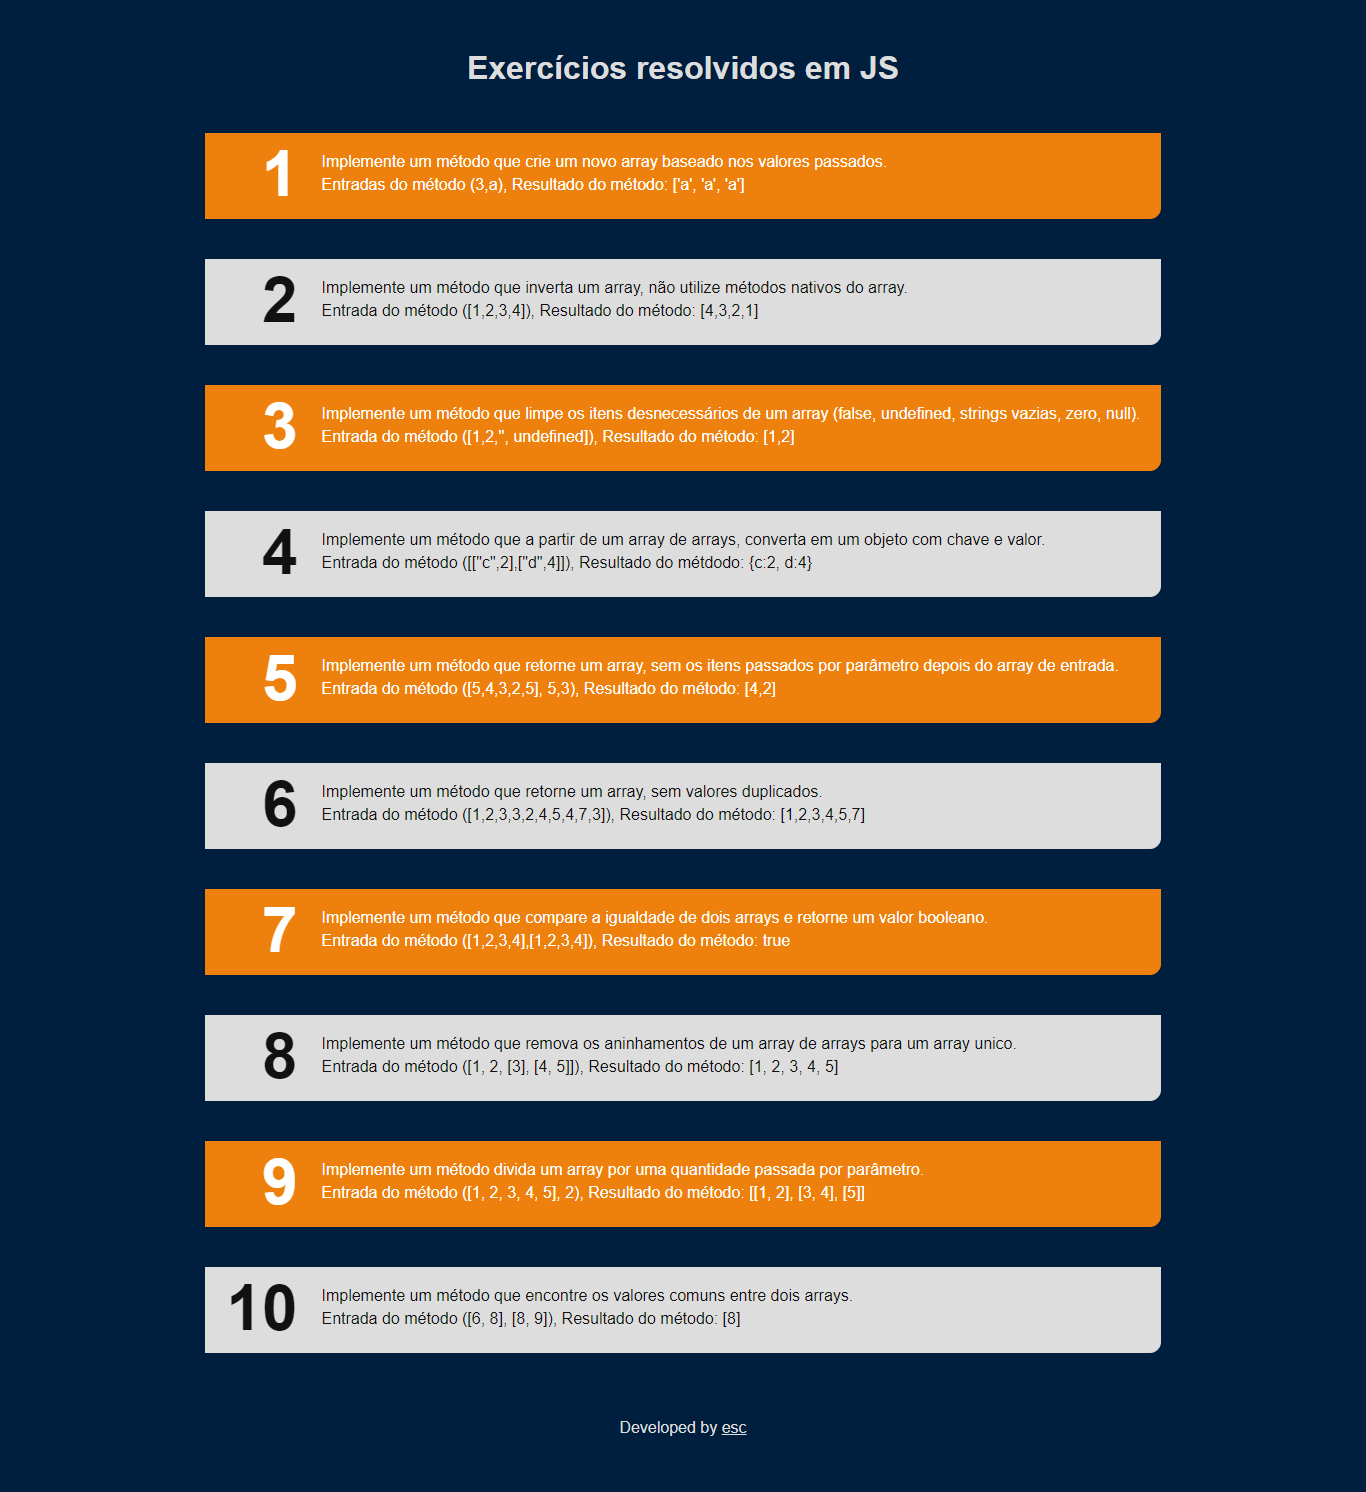 Exercícios resolvidos em JS
1
Implemente um método que crie um novo array baseado nos valores passados.
Entradas do método (3,a), Resultado do método: ['a', 'a', 'a']
2
Implemente um método que inverta um array, não utilize métodos nativos do array.
Entrada do método ([1,2,3,4]), Resultado do método: [4,3,2,1]
3
Implemente um método que limpe os itens desnecessários de um array (false, undefined, strings vazias, zero, null).
Entrada do método ([1,2,'', undefined]), Resultado do método: [1,2]
4
Implemente um método que a partir de um array de arrays, converta em um objeto com chave e valor.
Entrada do método ([["c",2],["d",4]]), Resultado do métdodo: {c:2, d:4}
5
Implemente um método que retorne um array, sem os itens passados por parâmetro depois do array de entrada.
Entrada do método ([5,4,3,2,5], 5,3), Resultado do método: [4,2]
6
Implemente um método que retorne um array, sem valores duplicados.
Entrada do método ([1,2,3,3,2,4,5,4,7,3]), Resultado do método: [1,2,3,4,5,7]
7
Implemente um método que compare a igualdade de dois arrays e retorne um valor booleano.
Entrada do método ([1,2,3,4],[1,2,3,4]), Resultado do método: true
8
Implemente um método que remova os aninhamentos de um array de arrays para um array unico.
Entrada do método ([1, 2, [3], [4, 5]]), Resultado do método: [1, 2, 3, 4, 5]
9
Implemente um método divida um array por uma quantidade passada por parâmetro.
Entrada do método ([1, 2, 3, 4, 5], 2), Resultado do método: [[1, 2], [3, 4], [5]]
10
Implemente um método que encontre os valores comuns entre dois arrays.
Entrada do método ([6, 8], [8, 9]), Resultado do método: [8]
Developed by esc